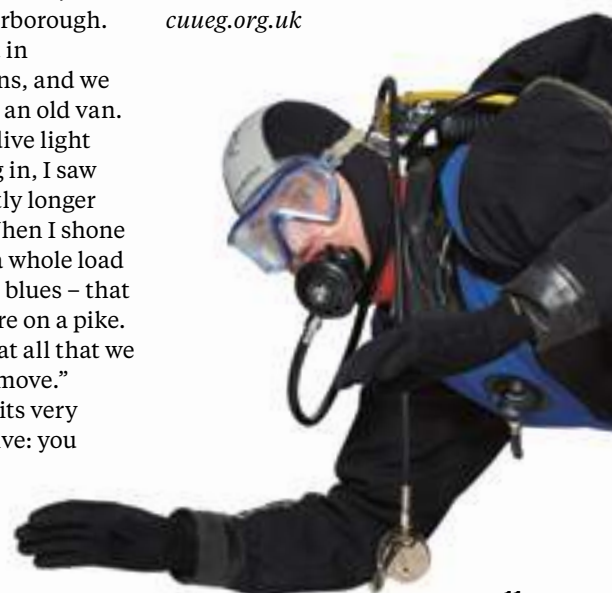 rborough.
in
ns, and we
an old van.
live light
g in, I saw
tly longer
hen I shone
a whole load
blues – that
re on a pike.
at all that we
move.”
its very
ve: you
cuueg.org.uk